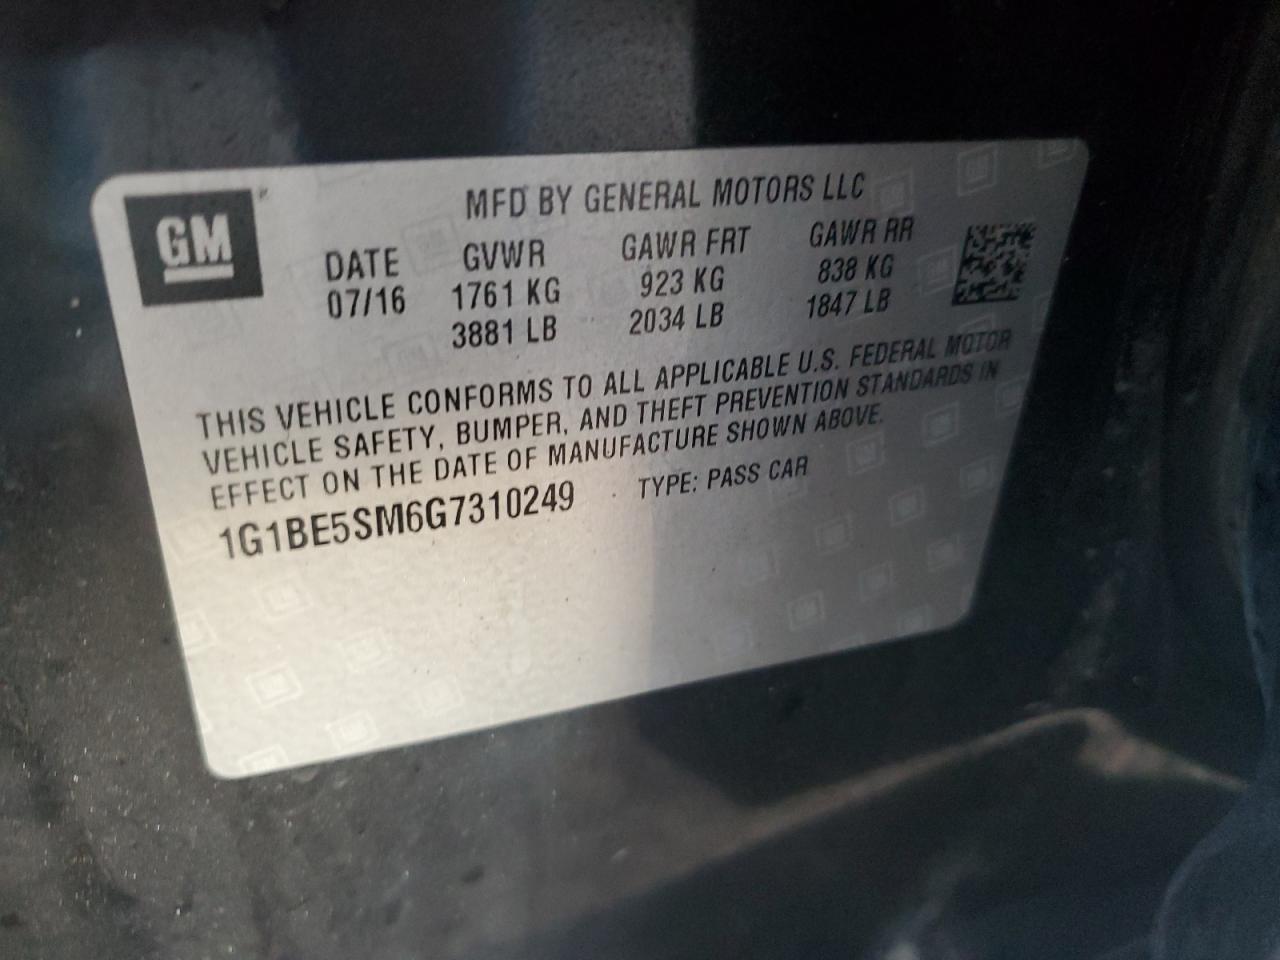 GM
MFD BY GENERAL MOTORS LLC
DATE GVWR GAWR FRT GAWR RR
07/16 1761 KG 923 KG 838 KG
3881 LB 2034 LB 1847 LB
THIS VEHICLE CONFORMS TO ALL APPLICABLE U.S. FEDERAL MOTOR
VEHICLE SAFETY, BUMPER, AND THEFT PREVENTION STANDARDS IN
EFFECT ON THE DATE OF MANUFACTURE SHOWN ABOVE.
1G1BE5SM6G7310249 TYPE: PASS CAR